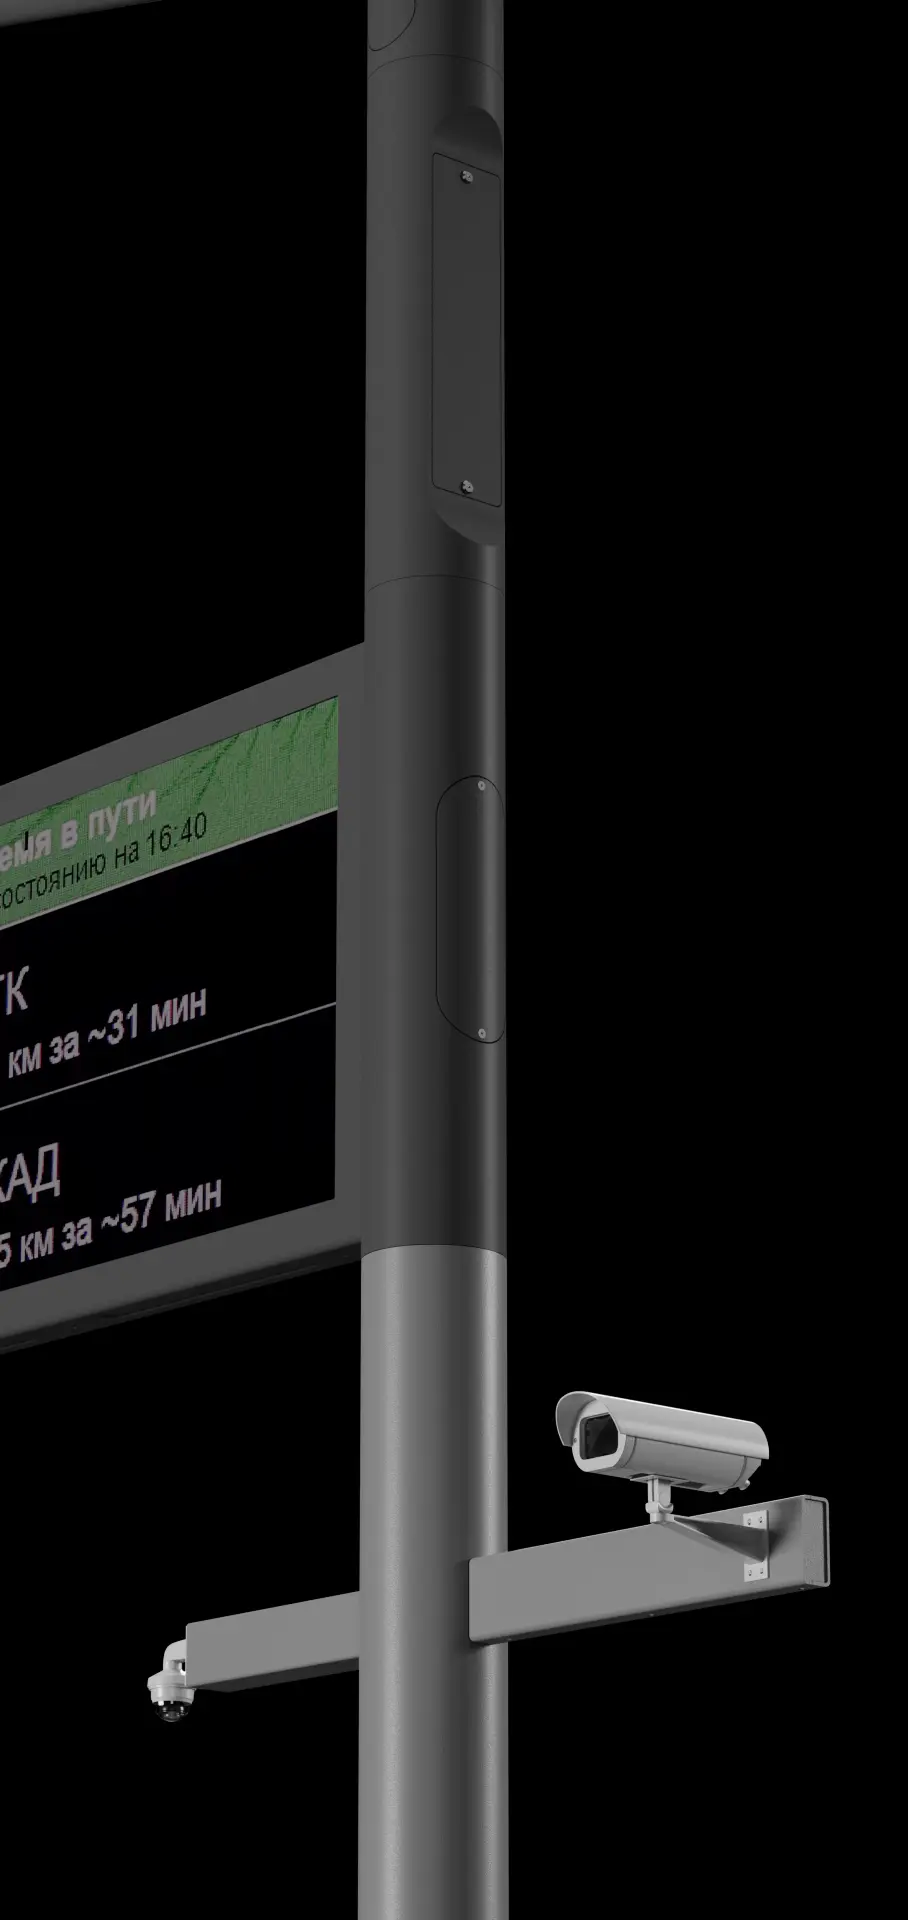 емя в пути
состоянию на 16:40
ТК
км за ~31 мин
КАД
5 км за ~57 мин